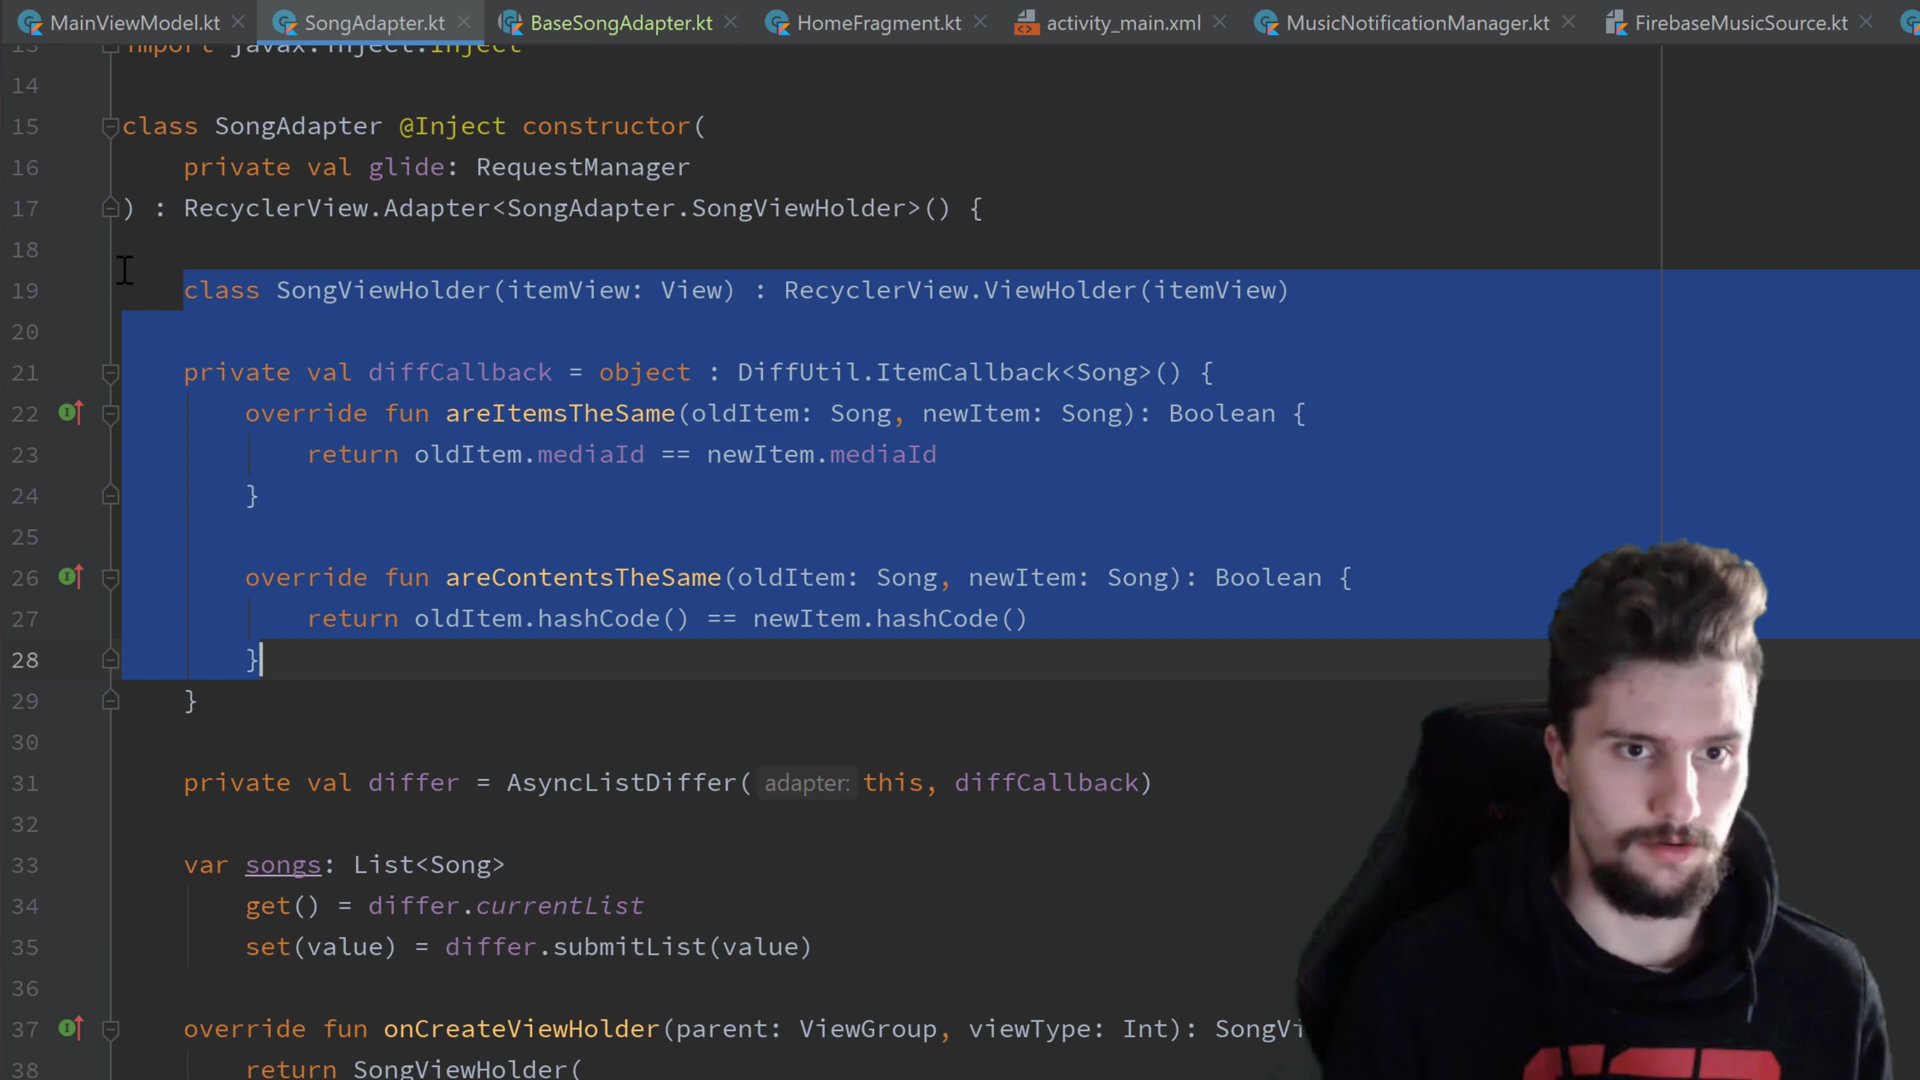 MainViewModel.kt SongAdapter.kt BaseSongAdapter.kt HomeFragment.kt activity_main.xml MusicNotificationManager.kt FirebaseMusicSource.kt
13 import javax.inject.Inject
14
15 class SongAdapter @Inject constructor(
16 private val glide: RequestManager
17 ) : RecyclerView.Adapter<SongAdapter.SongViewHolder>() {
18
19 class SongViewHolder(itemView: View) : RecyclerView.ViewHolder(itemView)
20
21 private val diffCallback = object : DiffUtil.ItemCallback<Song>() {
22 override fun areItemsTheSame(oldItem: Song, newItem: Song): Boolean {
23 return oldItem.mediaId == newItem.mediaId
24 }
25
26 override fun areContentsTheSame(oldItem: Song, newItem: Song): Boolean {
27 return oldItem.hashCode() == newItem.hashCode()
28 }
29 }
30
31 private val differ = AsyncListDiffer( adapter: this, diffCallback)
32
33 var songs: List<Song>
34 get() = differ.currentList
35 set(value) = differ.submitList(value)
36
37 override fun onCreateViewHolder(parent: ViewGroup, viewType: Int): SongVi
38 return SongViewHolder(